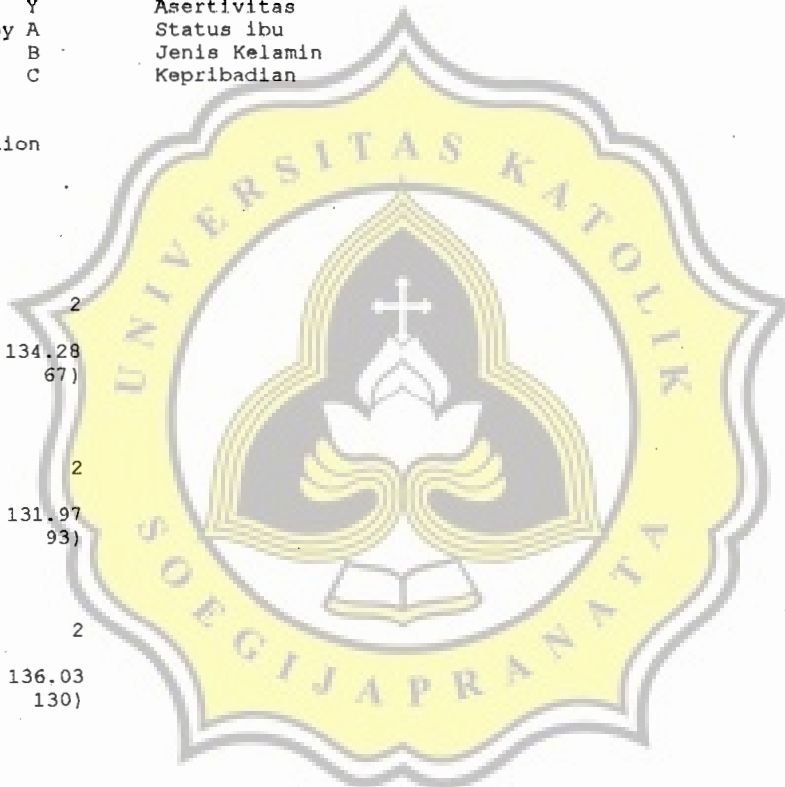 Y Asertivitas
y A Status ibu
B Jenis Kelamin
C Kepribadian
ion
2
134.28
67)
2
131.97
93)
2
136.03
130)
UNIVERSITAS KATOLIK
SOEGIJAPRANATA